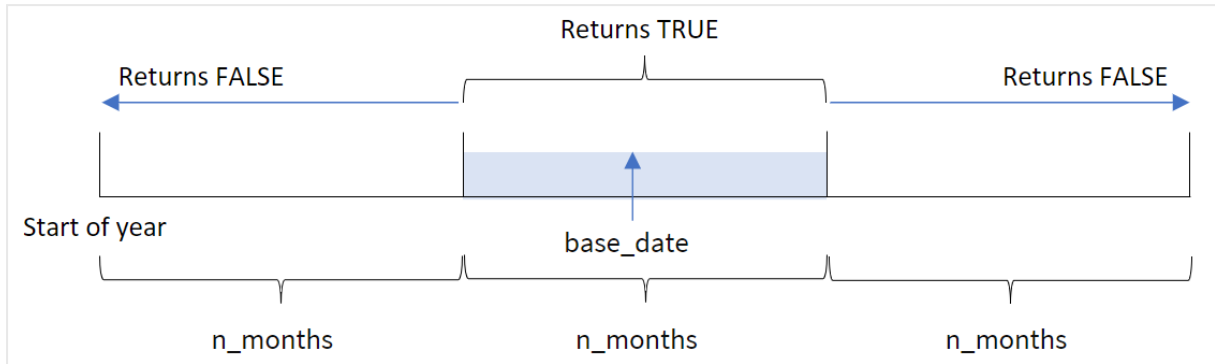 Returns TRUE
Returns FALSE
Returns FALSE
Start of year
base_date
n_months
n_months
n_months